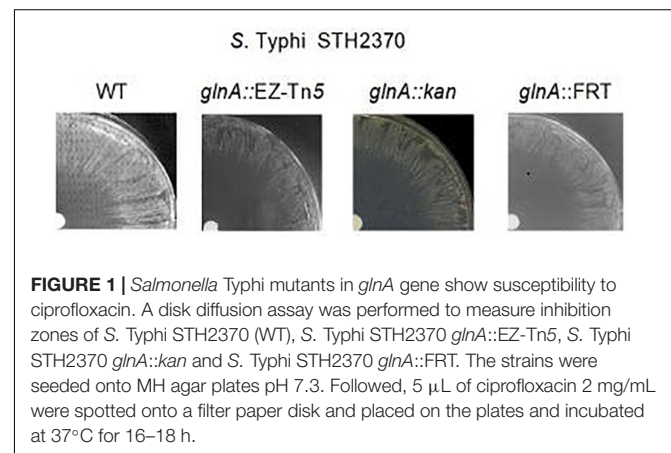 S. Typhi STH2370
WT
glnA::EZ-Tn5
glnA::kan
glnA::FRT
FIGURE 1 | Salmonella Typhi mutants in glnA gene show susceptibility to
ciprofloxacin. A disk diffusion assay was performed to measure inhibition
zones of S. Typhi STH2370 (WT), S. Typhi STH2370 glnA::EZ-Tn5, S. Typhi
STH2370 glnA::kan and S. Typhi STH2370 glnA::FRT. The strains were
seeded onto MH agar plates pH 7.3. Followed, 5 μL of ciprofloxacin 2 mg/mL
were spotted onto a filter paper disk and placed on the plates and incubated
at 37°C for 16–18 h.